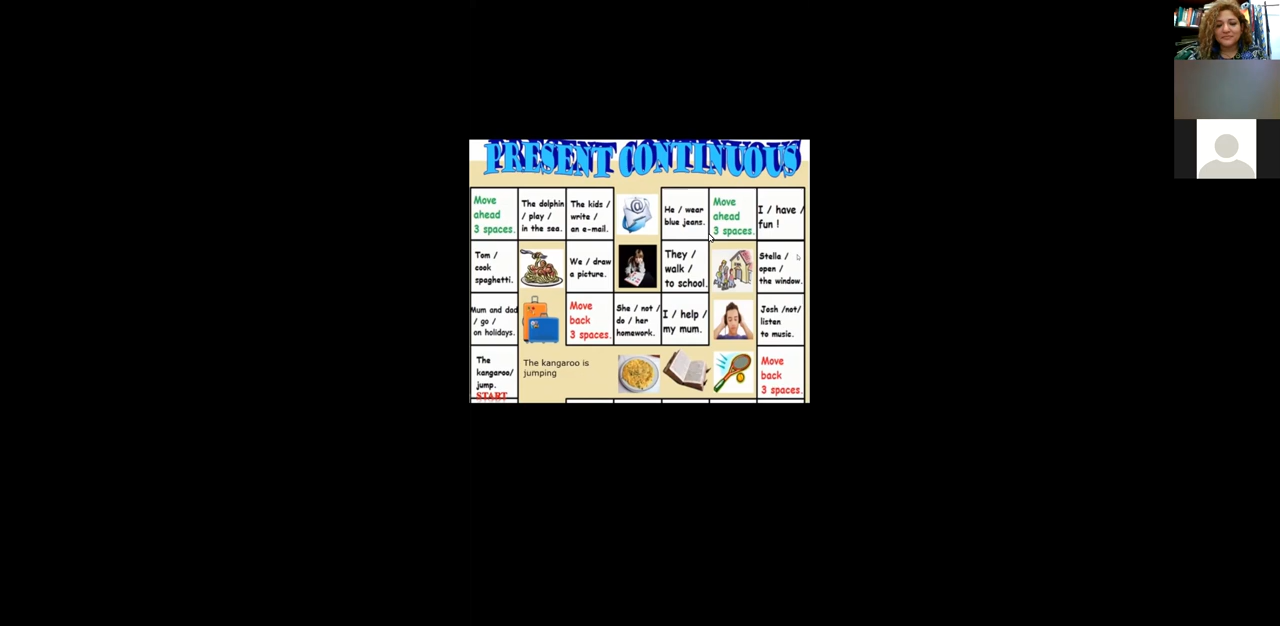 PRESENT CONTINUOUS
Move
ahead
3 spaces.
The dolphin
/ play /
in the sea.
The kids /
write /
an e-mail.
He / wear
blue jeans.
Move
ahead
3 spaces.
I / have /
fun !
Tom /
cook
spaghetti.
We / draw
a picture.
They /
walk /
to school.
Stella /
open /
the window.
Mum and dad
/ go /
on holidays.
Move
back
3 spaces.
She / not /
do / her
homework.
I / help /
my mum.
Josh /not/
listen
to music.
The
kangaroo/
jump.
START
The kangaroo is
jumping
Move
back
3 spaces.